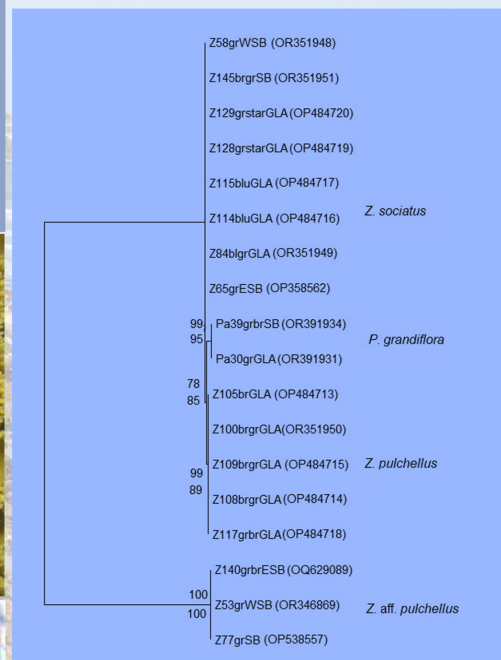 Z58grWSB (OR351948)
Z145brgrSB (OR351951)
Z129grstarGLA (OP484720)
Z128grstarGLA (OP484719)
Z115bluGLA (OP484717)
Z114bluGLA (OP484716)
Z. sociatus
Z84blgrGLA (OR351949)
Z65grESB (OP358562)
99
Pa39grbrSB (OR391934)
95
P. grandiflora
Pa30grGLA (OR391931)
78
Z105brGLA (OP484713)
85
Z100brgrGLA(OR351950)
Z109brgrGLA (OP484715)
Z. pulchellus
99
89
Z108brgrGLA (OP484714)
Z117grbrGLA (OP484718)
Z140grbrESB (OQ629089)
100
Z53grWSB (OR346869)
Z. aff. pulchellus
100
Z77grSB (OP538557)